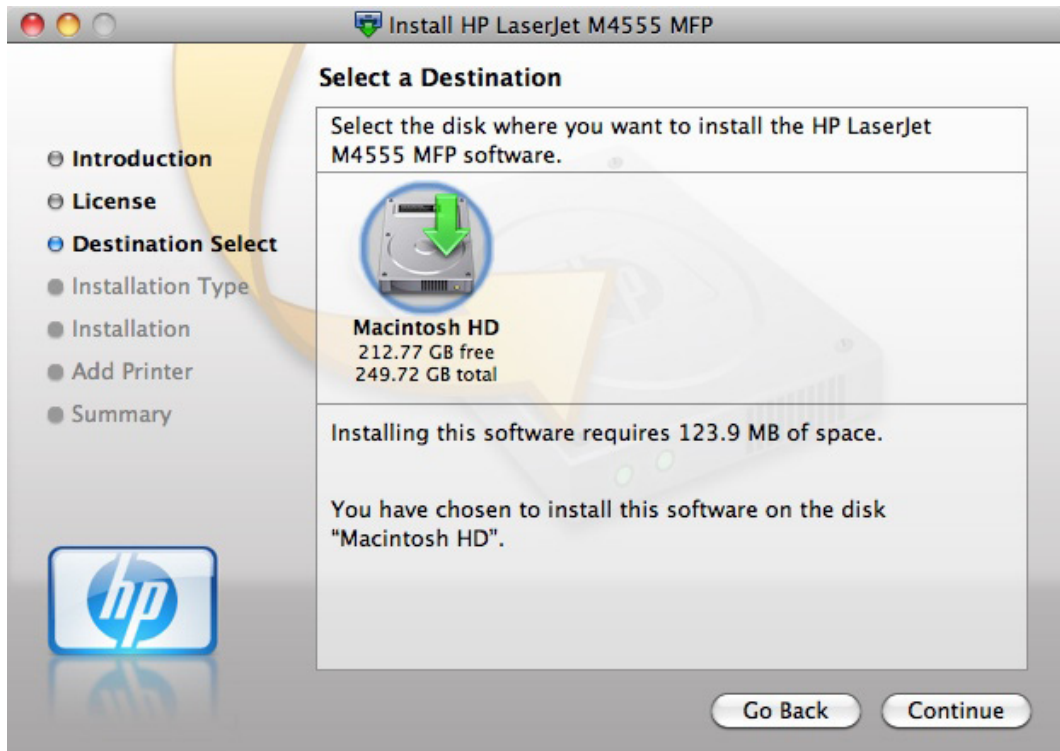 Install HP LaserJet M4555 MFP
Select a Destination
Introduction
License
Destination Select
Installation Type
Installation
Add Printer
Summary
Select the disk where you want to install the HP LaserJet
M4555 MFP software.
Macintosh HD
212.77 GB free
249.72 GB total
Installing this software requires 123.9 MB of space.
You have chosen to install this software on the disk
“Macintosh HD”.
hp
Go Back
Continue